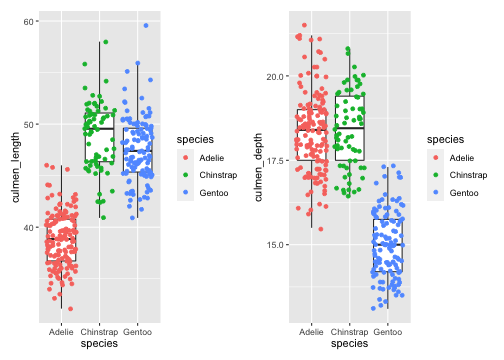 60
50
40
culmen_length
Adelie Chinstrap Gentoo
species
species
Adelie
Chinstrap
Gentoo
20.0
17.5
15.0
culmen_depth
Adelie Chinstrap Gentoo
species
species
Adelie
Chinstrap
Gentoo